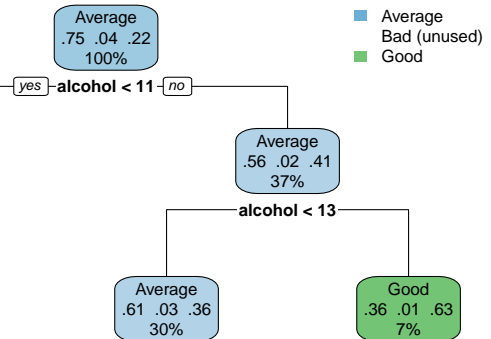 Average
.75 .04 .22
100%
Average
Bad (unused)
Good
yes alcohol < 11 no
Average
.56 .02 .41
37%
alcohol < 13
Average
.61 .03 .36
30%
Good
.36 .01 .63
7%